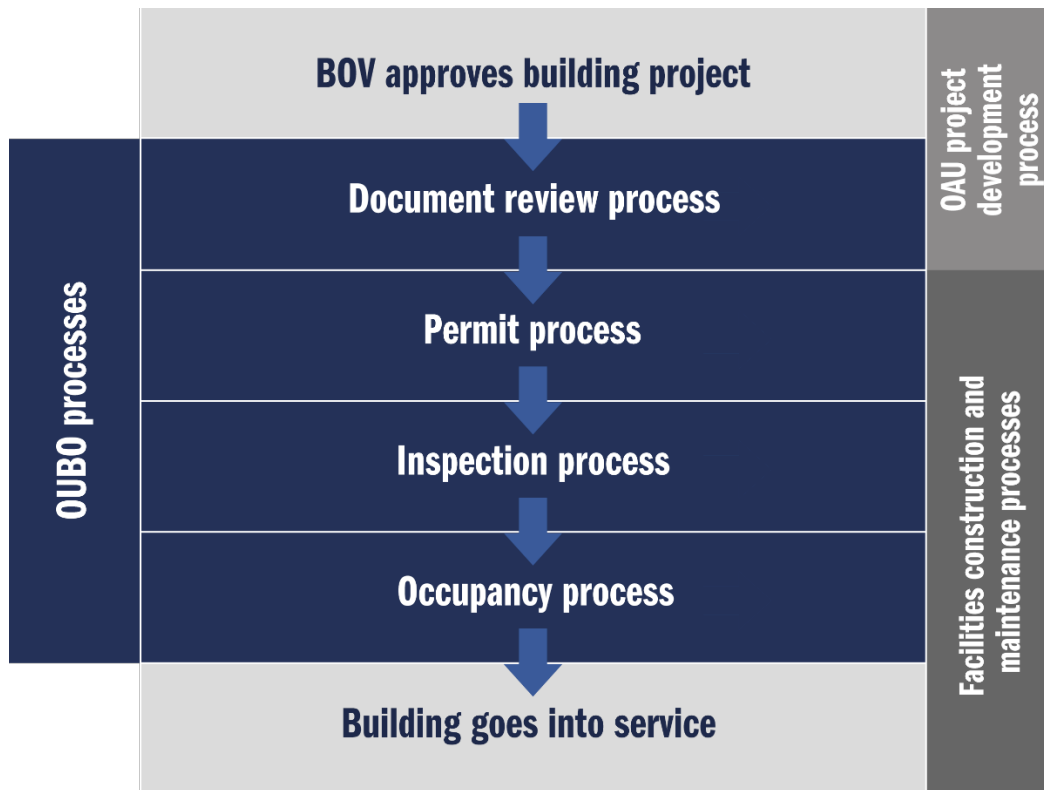 BOV approves building project
Document review process
Permit process
Inspection process
Occupancy process
Building goes into service
OUBO processes
OAU project
development
process
Facilities construction and
maintenance processes